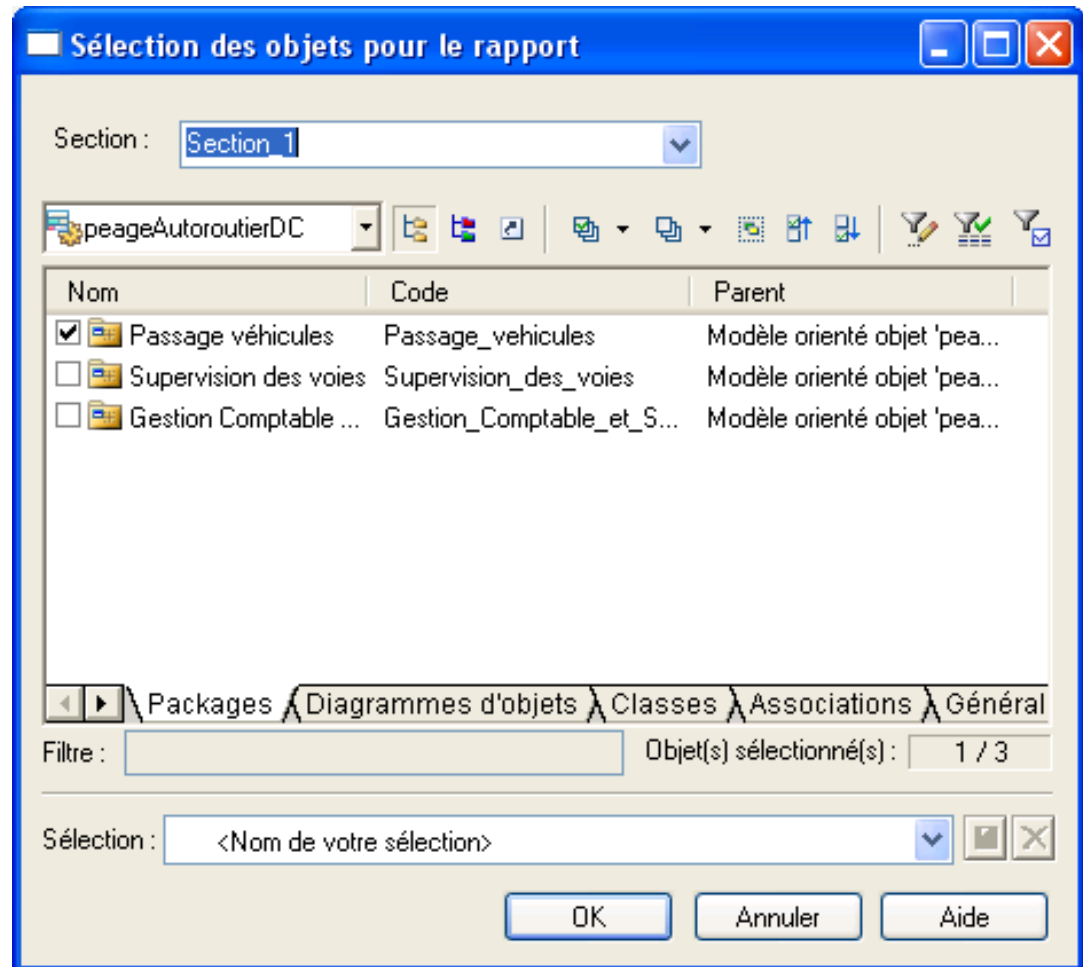 Sélection des objets pour le rapport
Section : Section_1
peageAutoroutierDC
Nom Code Parent
Passage véhicules Passage_vehicules Modèle orienté objet 'pea...
Supervision des voies Supervision_des_voies Modèle orienté objet 'pea...
Gestion Comptable ... Gestion_Comptable_et_S... Modèle orienté objet 'pea...
Packages Diagrammes d'objets Classes Associations Général
Filtre : Objet(s) sélectionné(s) : 1 / 3
Sélection : <Nom de votre sélection>
OK Annuler Aide